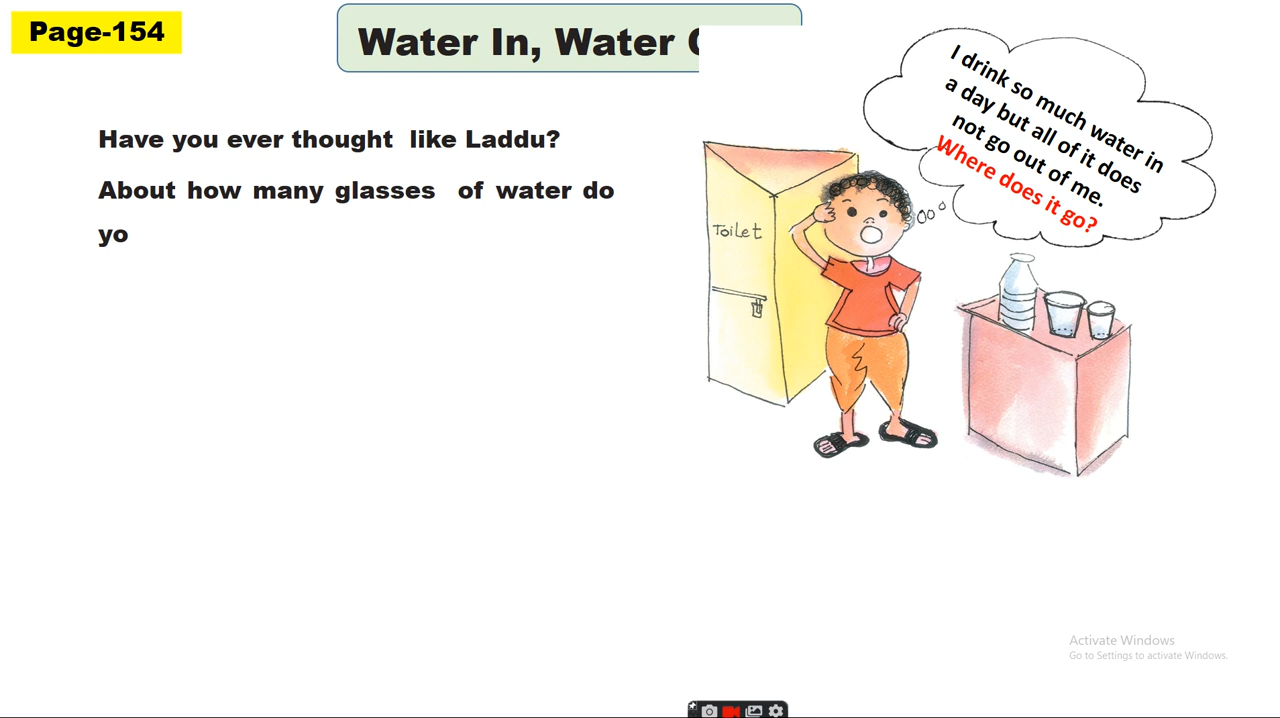 Page-154
Water In, Water
Have you ever thought like Laddu?
About how many glasses of water do
yo
I drink so much water in
a day but all of it does
not go out of me.
Where does it go?
Toilet
Activate Windows
Go to Settings to activate Windows.